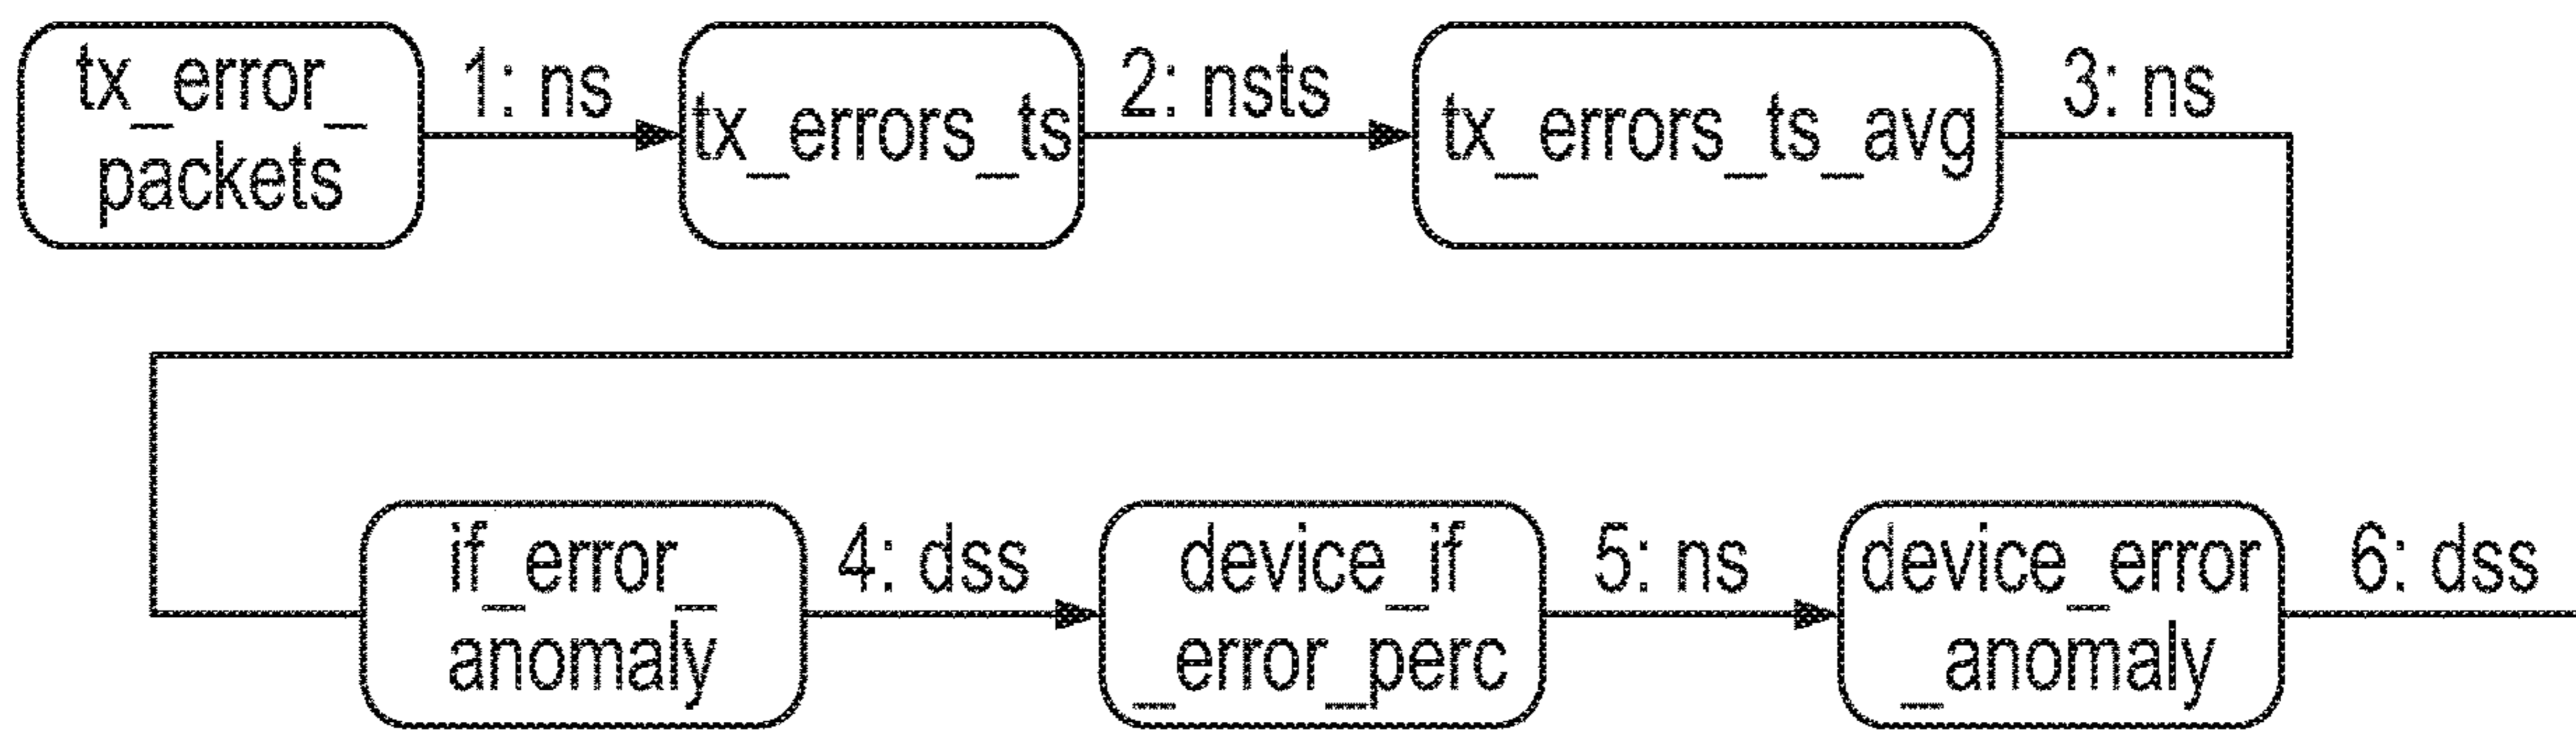 tx_error_
packets
1: ns
tx_errors_ts
2: nsts
tx_errors_ts_avg
3: ns
if_error_
anomaly
4: dss
device_if
_error_perc
5: ns
device_error
_anomaly
6: dss